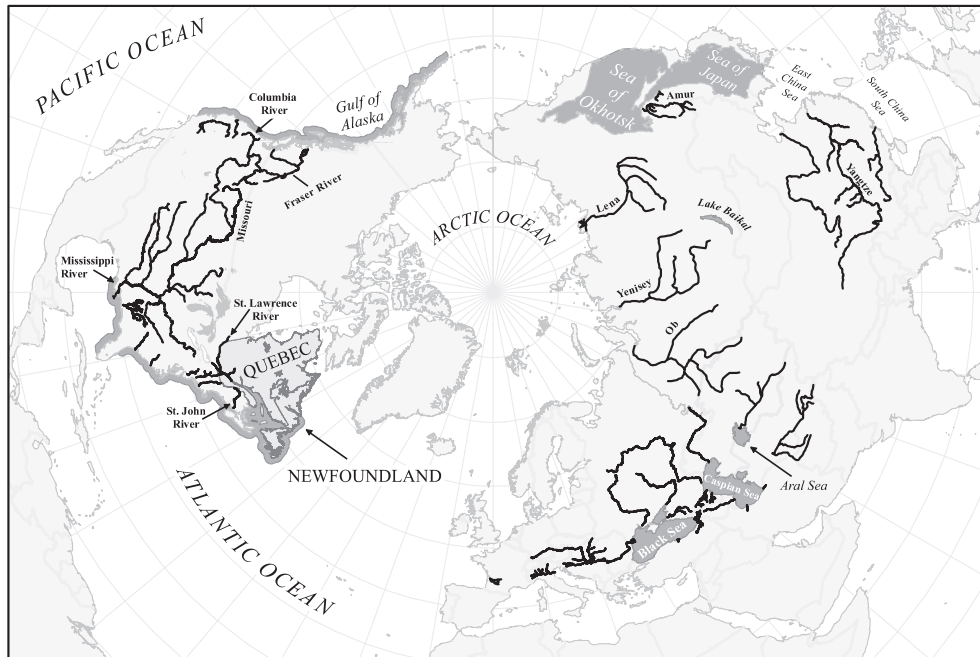 PACIFIC OCEAN
Columbia
River
Gulf of
Alaska
Sea
of
Okhotsk
Sea of
Japan
East
China
Sea
South China
Sea
Amur
Fraser River
Missouri
Yangtze
Lena
Lake Baikal
ARCTIC OCEAN
Mississippi
River
Yenisey
St. Lawrence
River
Ob
QUEBEC
St. John
River
NEWFOUNDLAND
Caspian Sea
Aral Sea
Black Sea
ATLANTIC OCEAN